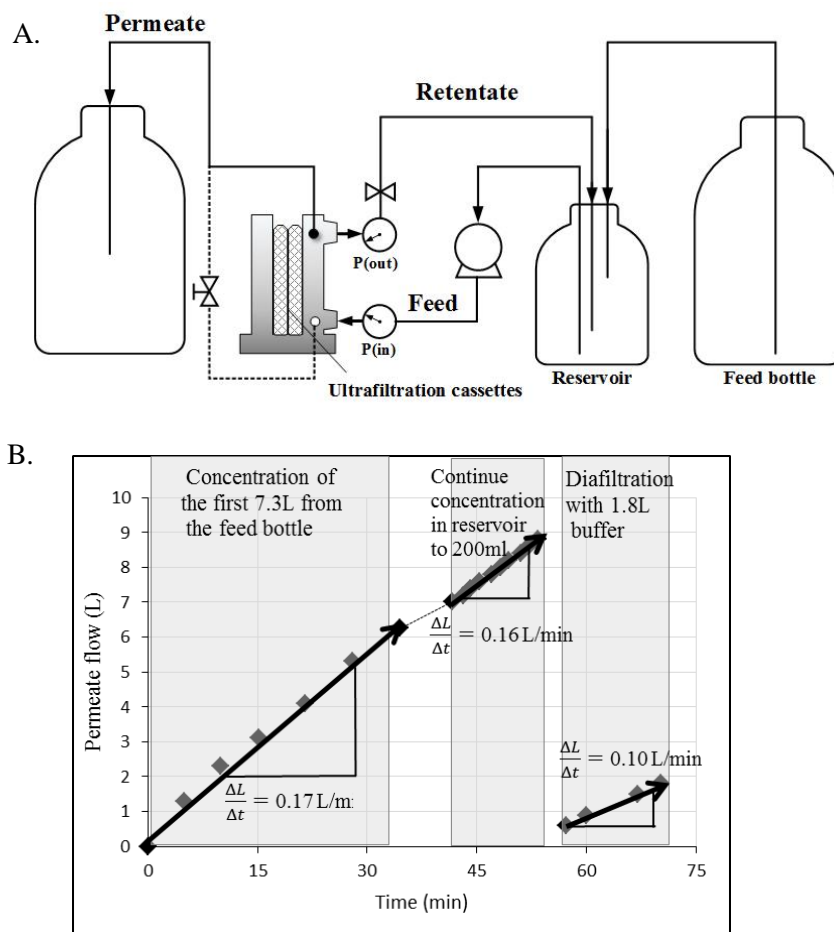 A.
Permeate
Retentate
P(out)
Feed
P(in)
Ultrafiltration cassettes
Reservoir
Feed bottle
B.
Concentration of
the first 7.3L from
the feed bottle
Continue
concentration
in reservoir
to 200ml
Diafiltration
with 1.8L
buffer
Permeate flow (L)
10
9
8
7
6
5
4
3
2
1
0
ΔL/Δt = 0.17 L/m
ΔL/Δt = 0.16 L/min
ΔL/Δt = 0.10 L/min
0
15
30
45
60
75
Time (min)